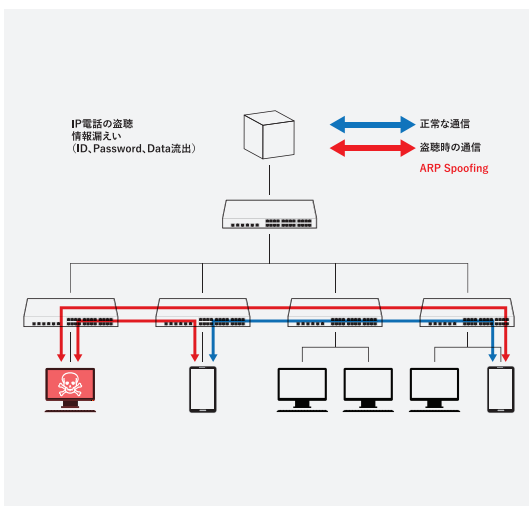 IP電話の盗聴
情報漏えい
（ID、Password、Data流出）
正常な通信
盗聴時の通信
ARP Spoofing